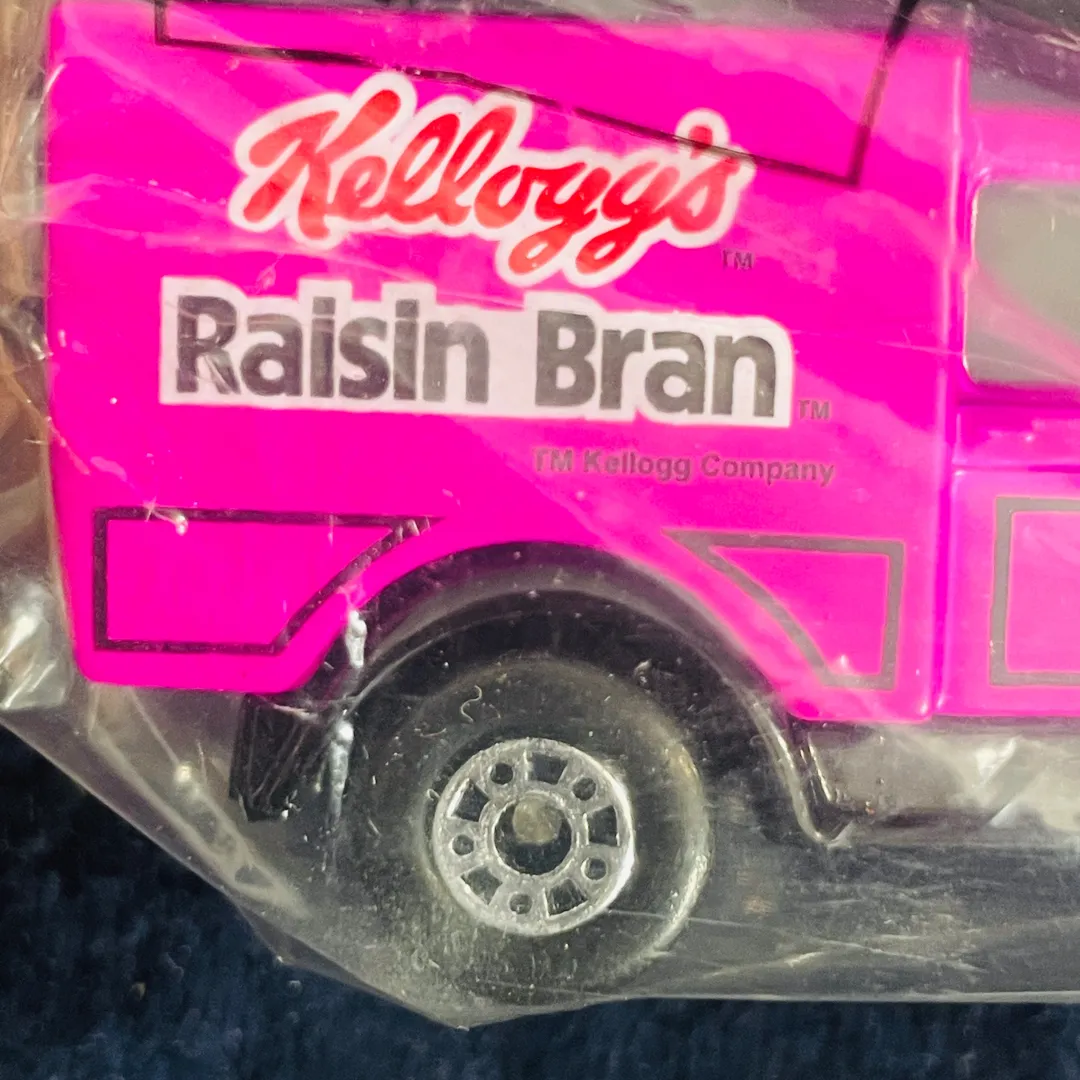 Kellogg's TM
Raisin Bran TM
TM Kellogg Company